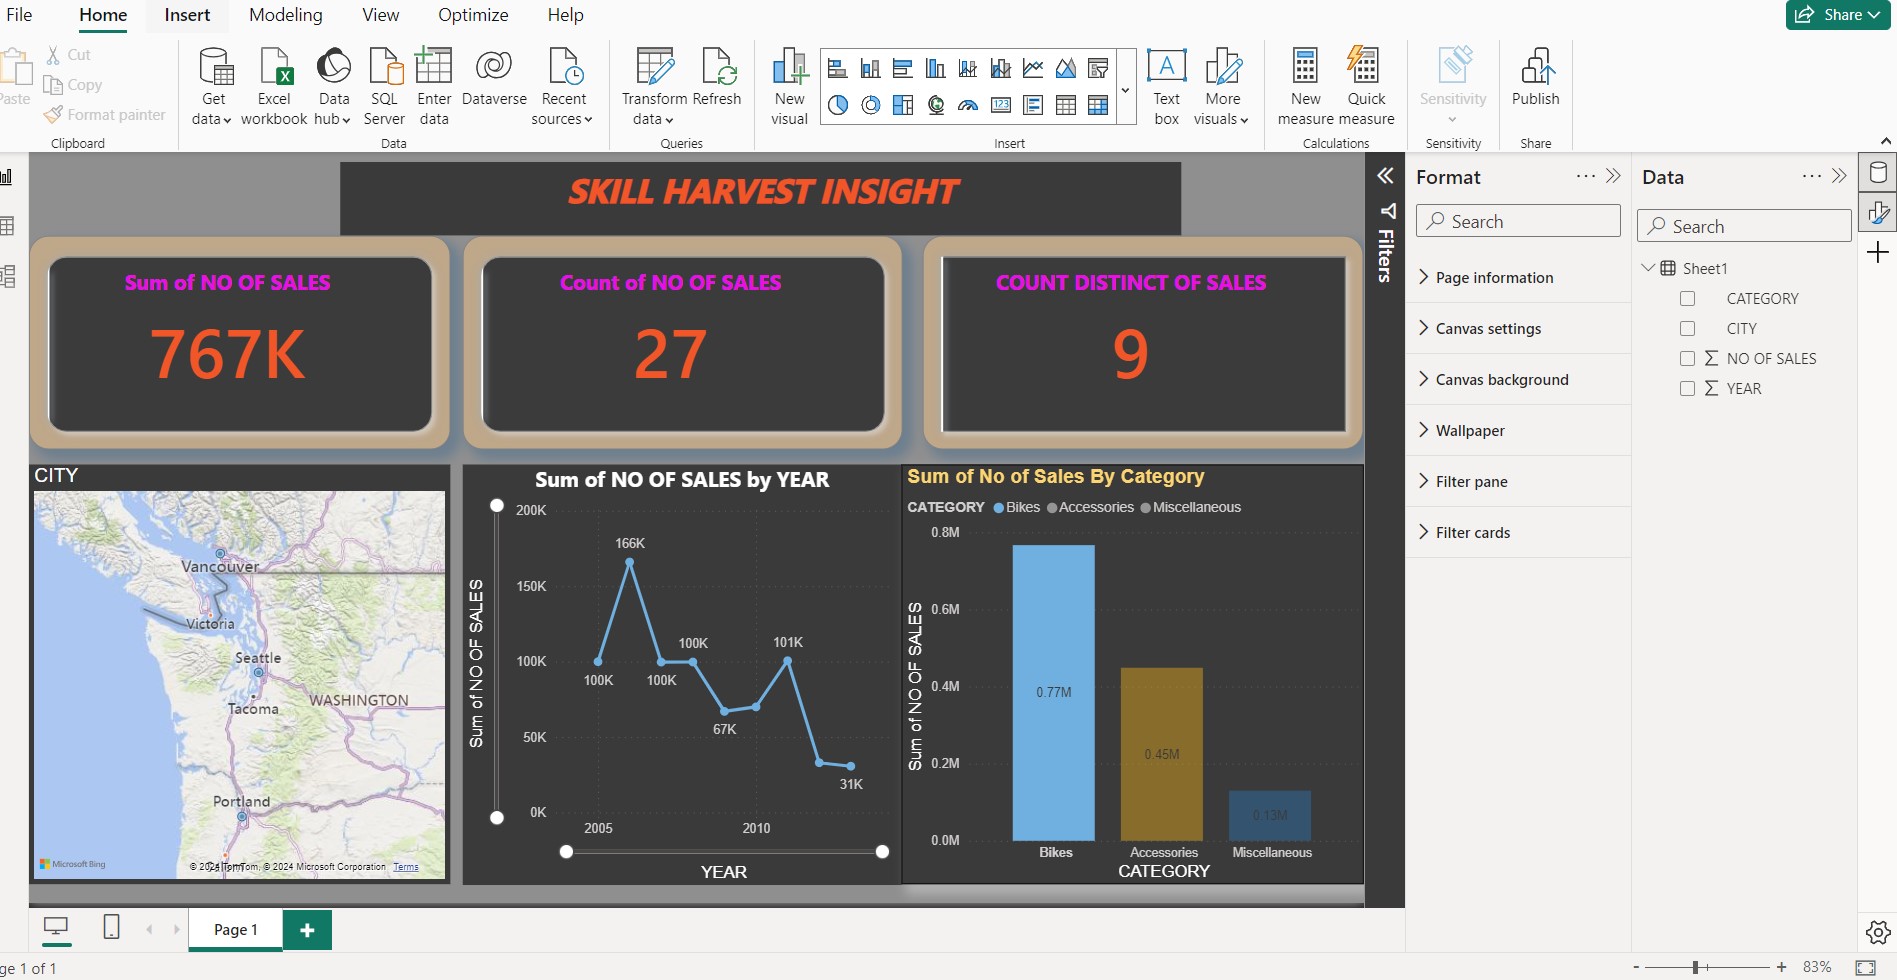 File Home Insert Modeling View Optimize Help Share
Cut
Copy
Paste
Format painter
Clipboard
Get data
Excel workbook
Data hub
SQL Server
Enter data
Dataverse
Recent sources
Data
Transform data
Refresh
Queries
New visual
123
Text box
More visuals
Insert
New measure
Quick measure
Calculations
Sensitivity
Sensitivity
Publish
Share
SKILL HARVEST INSIGHT
Sum of NO OF SALES
767K
Count of NO OF SALES
27
COUNT DISTINCT OF SALES
9
CITY
Vancouver
Victoria
Seattle
WASHINGTON
Tacoma
Portland
Microsoft Bing
© 2024 TomTom, © 2024 Microsoft Corporation Terms
Sum of NO OF SALES by YEAR
Sum of NO OF SALES
200K
150K
100K
50K
0K
100K
166K
100K
100K
67K
101K
31K
2005 2010
YEAR
Sum of No of Sales By Category
CATEGORY Bikes Accessories Miscellaneous
Sum of NO OF SALES
0.8M
0.6M
0.4M
0.2M
0.0M
0.77M
0.45M
0.13M
Bikes Accessories Miscellaneous
CATEGORY
Filters
Format
Search
Page information
Canvas settings
Canvas background
Wallpaper
Filter pane
Filter cards
Data
Search
Sheet1
CATEGORY
CITY
NO OF SALES
YEAR
Page 1
ge 1 of 1
83%